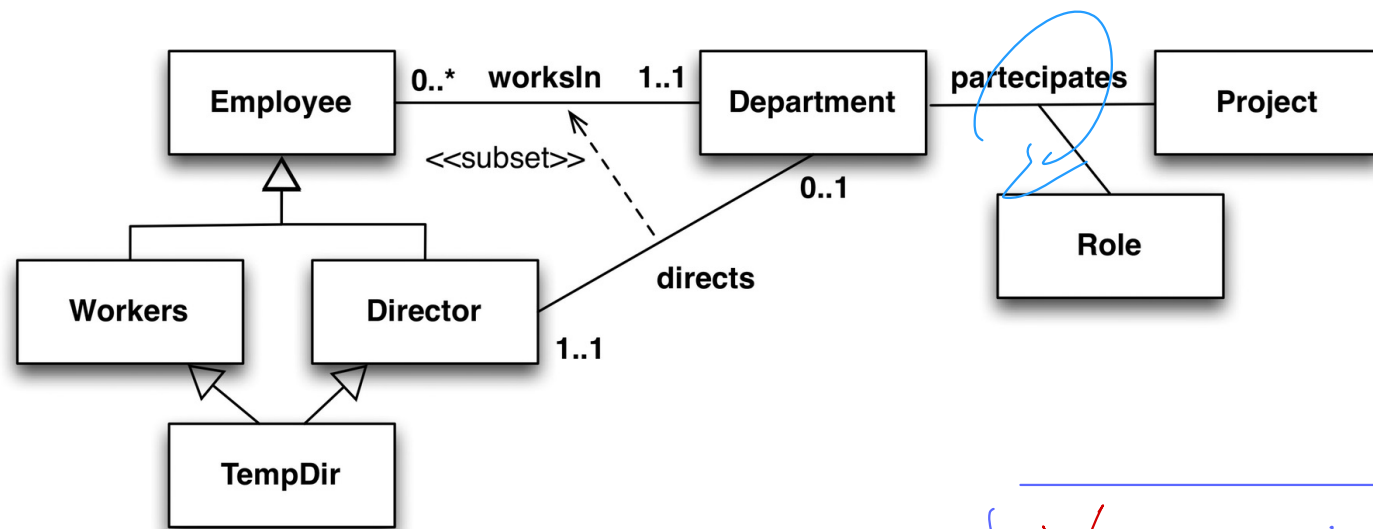 0..* worksIn 1..1 partecipates
Employee Department Project
<<subset>>
0..1
Role
directs
Workers Director
1..1
TempDir